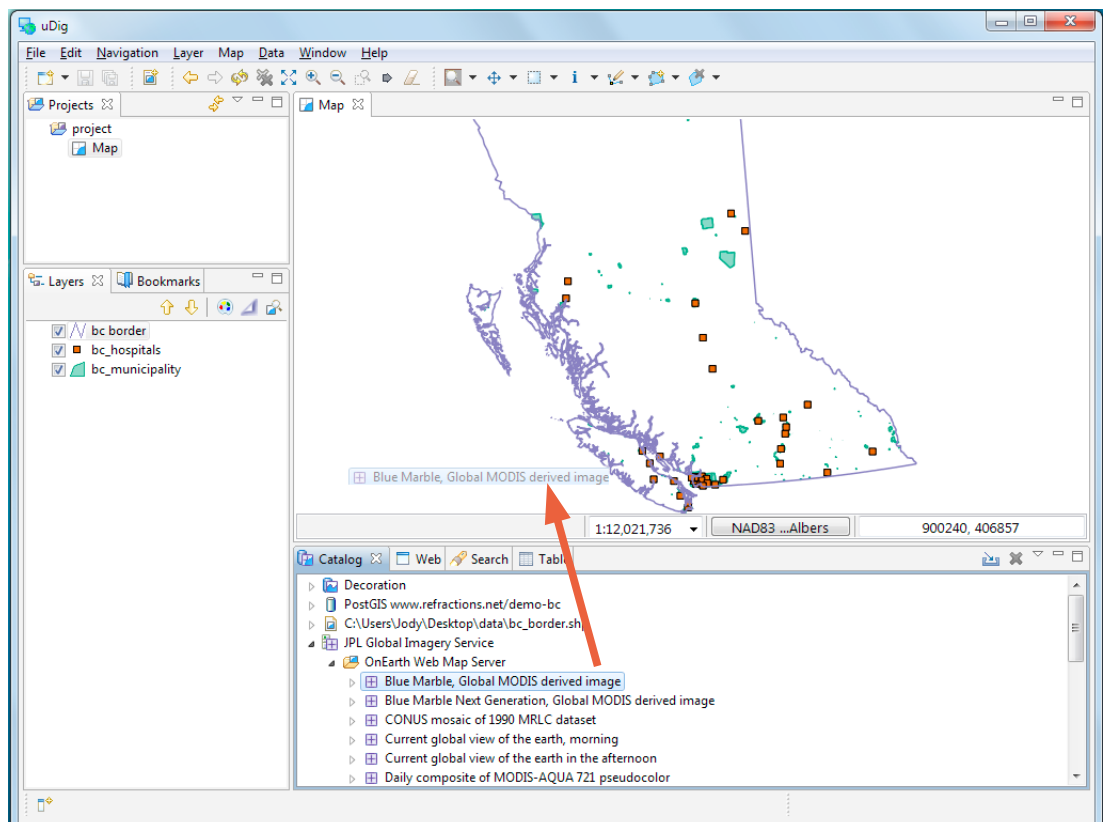 uDig
File Edit Navigation Layer Map Data Window Help
Projects
project
Map
Map
Layers Bookmarks
bc border
bc_hospitals
bc_municipality
Blue Marble, Global MODIS derived image
1:12,021,736 NAD83 ...Albers 900240, 406857
Catalog Web Search Table
Decoration
PostGIS www.refractions.net/demo-bc
C:\Users\Jody\Desktop\data\bc_border.shp
JPL Global Imagery Service
OnEarth Web Map Server
Blue Marble, Global MODIS derived image
Blue Marble Next Generation, Global MODIS derived image
CONUS mosaic of 1990 MRLC dataset
Current global view of the earth, morning
Current global view of the earth in the afternoon
Daily composite of MODIS-AQUA 721 pseudocolor